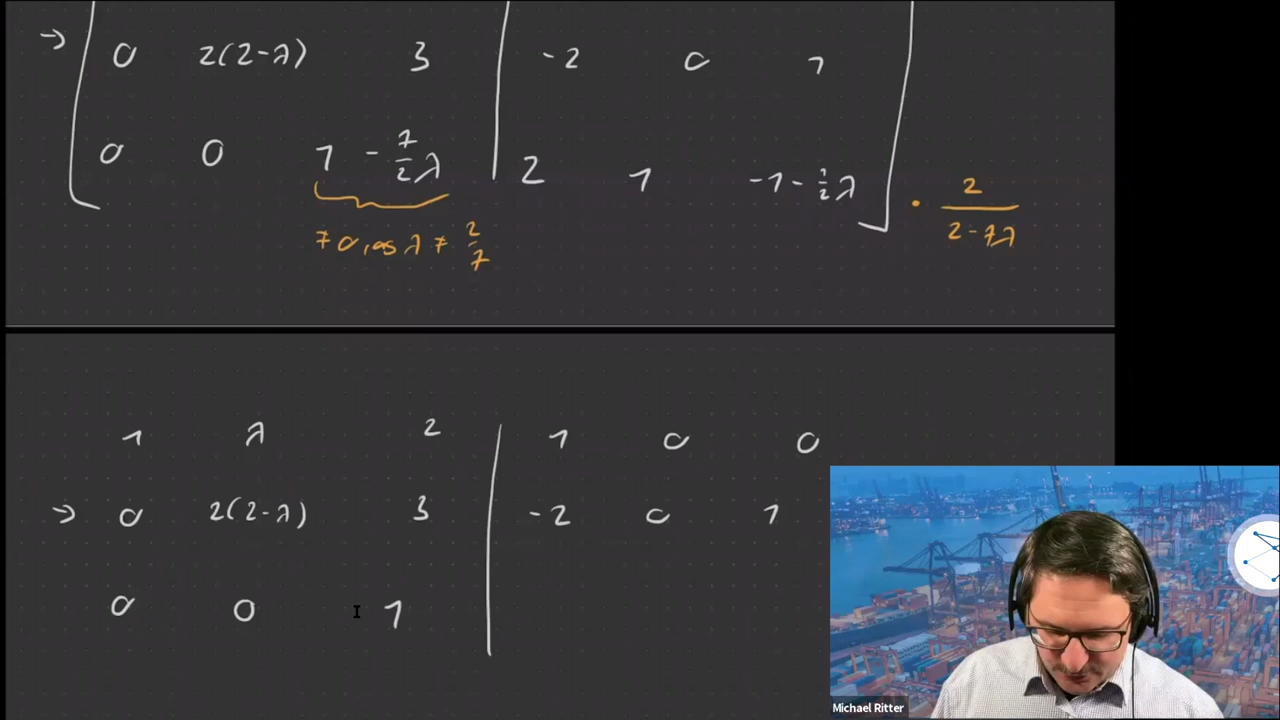 → 0 2(2-λ) 3 | -2 0 1
0 0 1 - 7/2 λ | 2 1 -1 - 1/2 λ · 2/(2-7λ)
≠ 0, λ ≠ 2/7
1 λ 2 | 1 0 0
→ 0 2(2-λ) 3 | -2 0 1
0 0 1 |
Michael Ritter